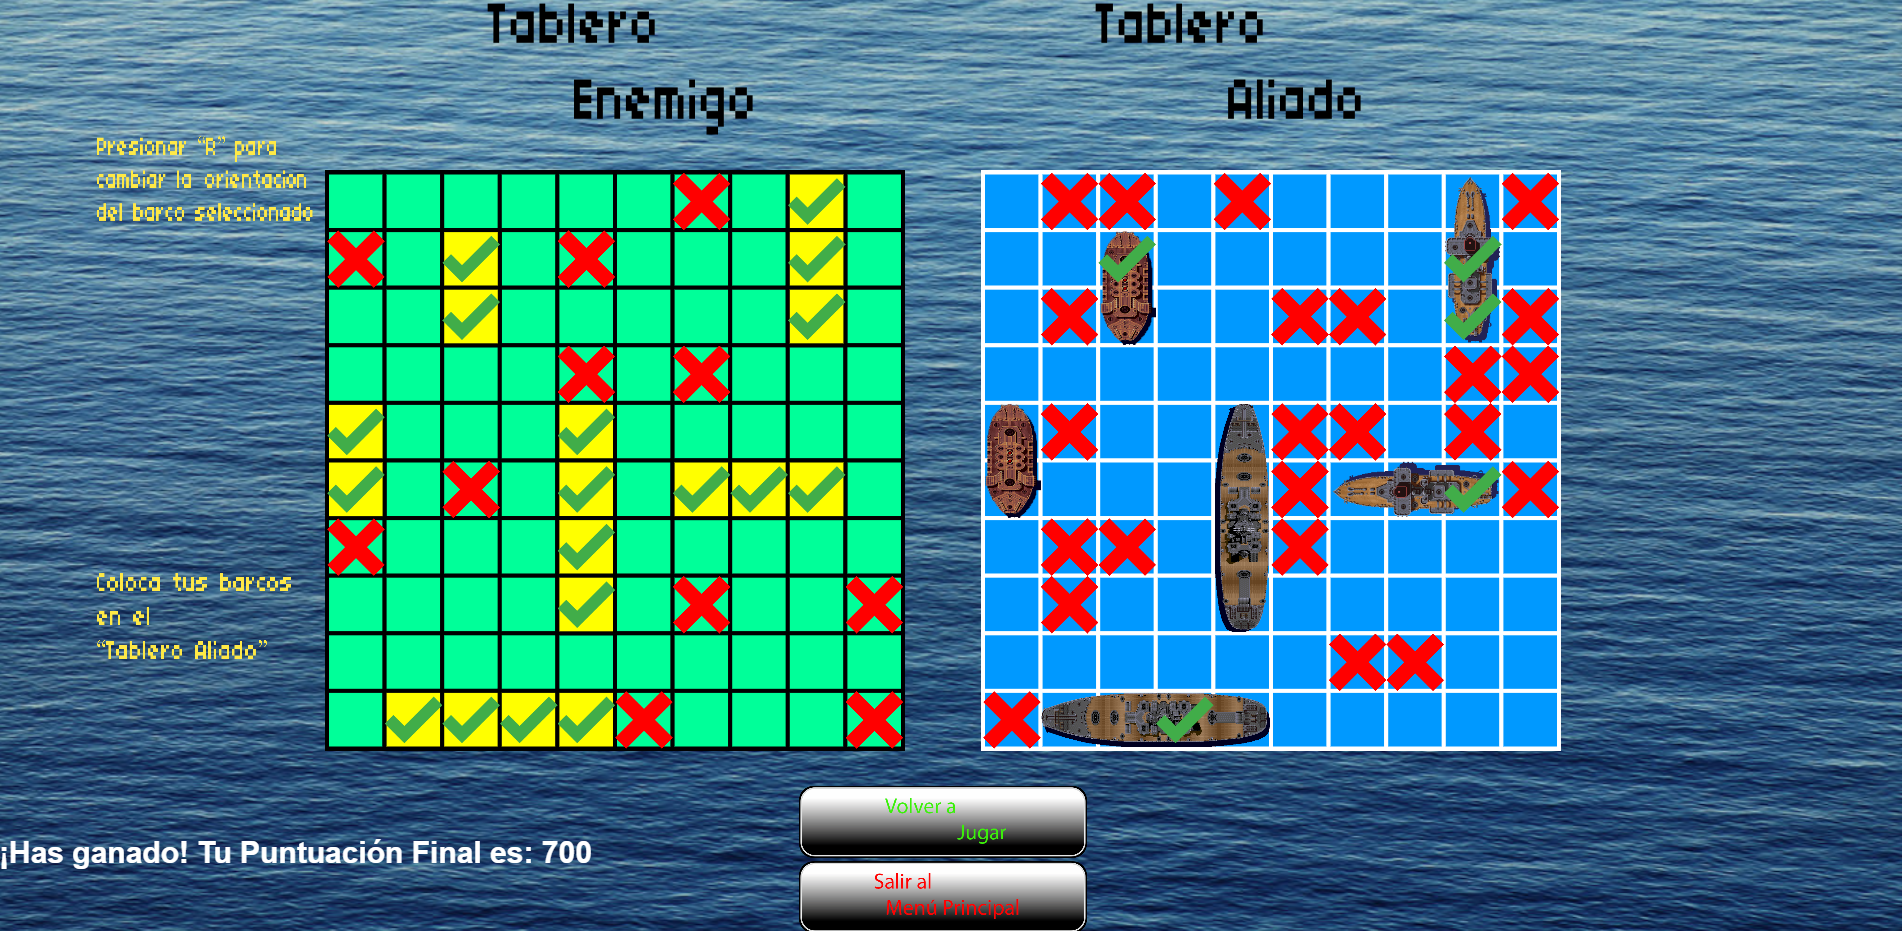 Tablero
Enemigo
Tablero
Aliado
Presionar “R” para
cambiar la orientacion
del barco seleccionado
Coloca tus barcos
en el
“Tablero Aliado”
¡Has ganado! Tu Puntuación Final es: 700
Volver a
Jugar
Salir al
Menú Principal